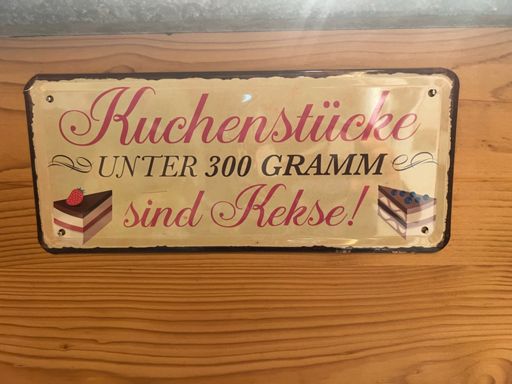 Kuchenstücke
UNTER 300 GRAMM
sind Kekse!